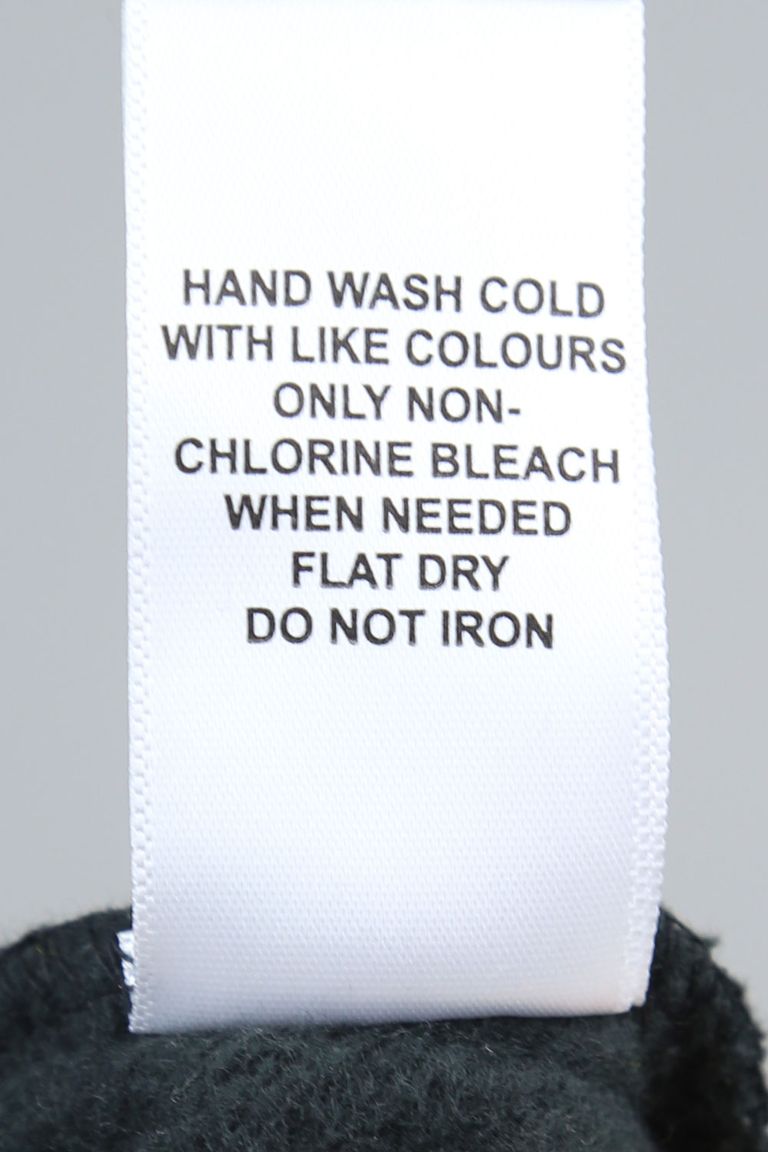 HAND WASH COLD
WITH LIKE COLOURS
ONLY NON-
CHLORINE BLEACH
WHEN NEEDED
FLAT DRY
DO NOT IRON